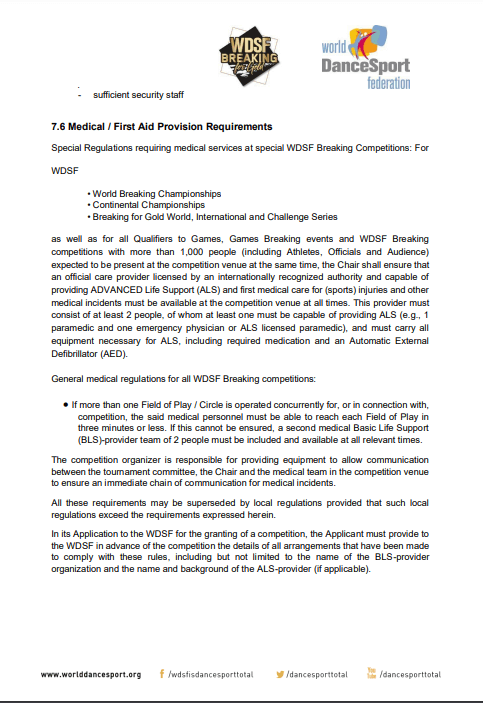 WDSF
BREAKING
for Gold
world
DanceSport
federation
.
- sufficient security staff
7.6 Medical / First Aid Provision Requirements
Special Regulations requiring medical services at special WDSF Breaking Competitions: For
WDSF
• World Breaking Championships
• Continental Championships
• Breaking for Gold World, International and Challenge Series
as well as for all Qualifiers to Games, Games Breaking events and WDSF Breaking
competitions with more than 1,000 people (including Athletes, Officials and Audience)
expected to be present at the competition venue at the same time, the Chair shall ensure that
an official care provider licensed by an internationally recognized authority and capable of
providing ADVANCED Life Support (ALS) and first medical care for (sports) injuries and other
medical incidents must be available at the competition venue at all times. This provider must
consist of at least 2 people, of whom at least one must be capable of providing ALS (e.g., 1
paramedic and one emergency physician or ALS licensed paramedic), and must carry all
equipment necessary for ALS, including required medication and an Automatic External
Defibrillator (AED).
General medical regulations for all WDSF Breaking competitions:
● If more than one Field of Play / Circle is operated concurrently for, or in connection with,
competition, the said medical personnel must be able to reach each Field of Play in
three minutes or less. If this cannot be ensured, a second medical Basic Life Support
(BLS)-provider team of 2 people must be included and available at all relevant times.
The competition organizer is responsible for providing equipment to allow communication
between the tournament committee, the Chair and the medical team in the competition venue
to ensure an immediate chain of communication for medical incidents.
All these requirements may be superseded by local regulations provided that such local
regulations exceed the requirements expressed herein.
In its Application to the WDSF for the granting of a competition, the Applicant must provide to
the WDSF in advance of the competition the details of all arrangements that have been made
to comply with these rules, including but not limited to the name of the BLS-provider
organization and the name and background of the ALS-provider (if applicable).
www.worlddancesport.org f /wdsfisdancesporttotal /dancesporttotal You Tube /dancesporttotal